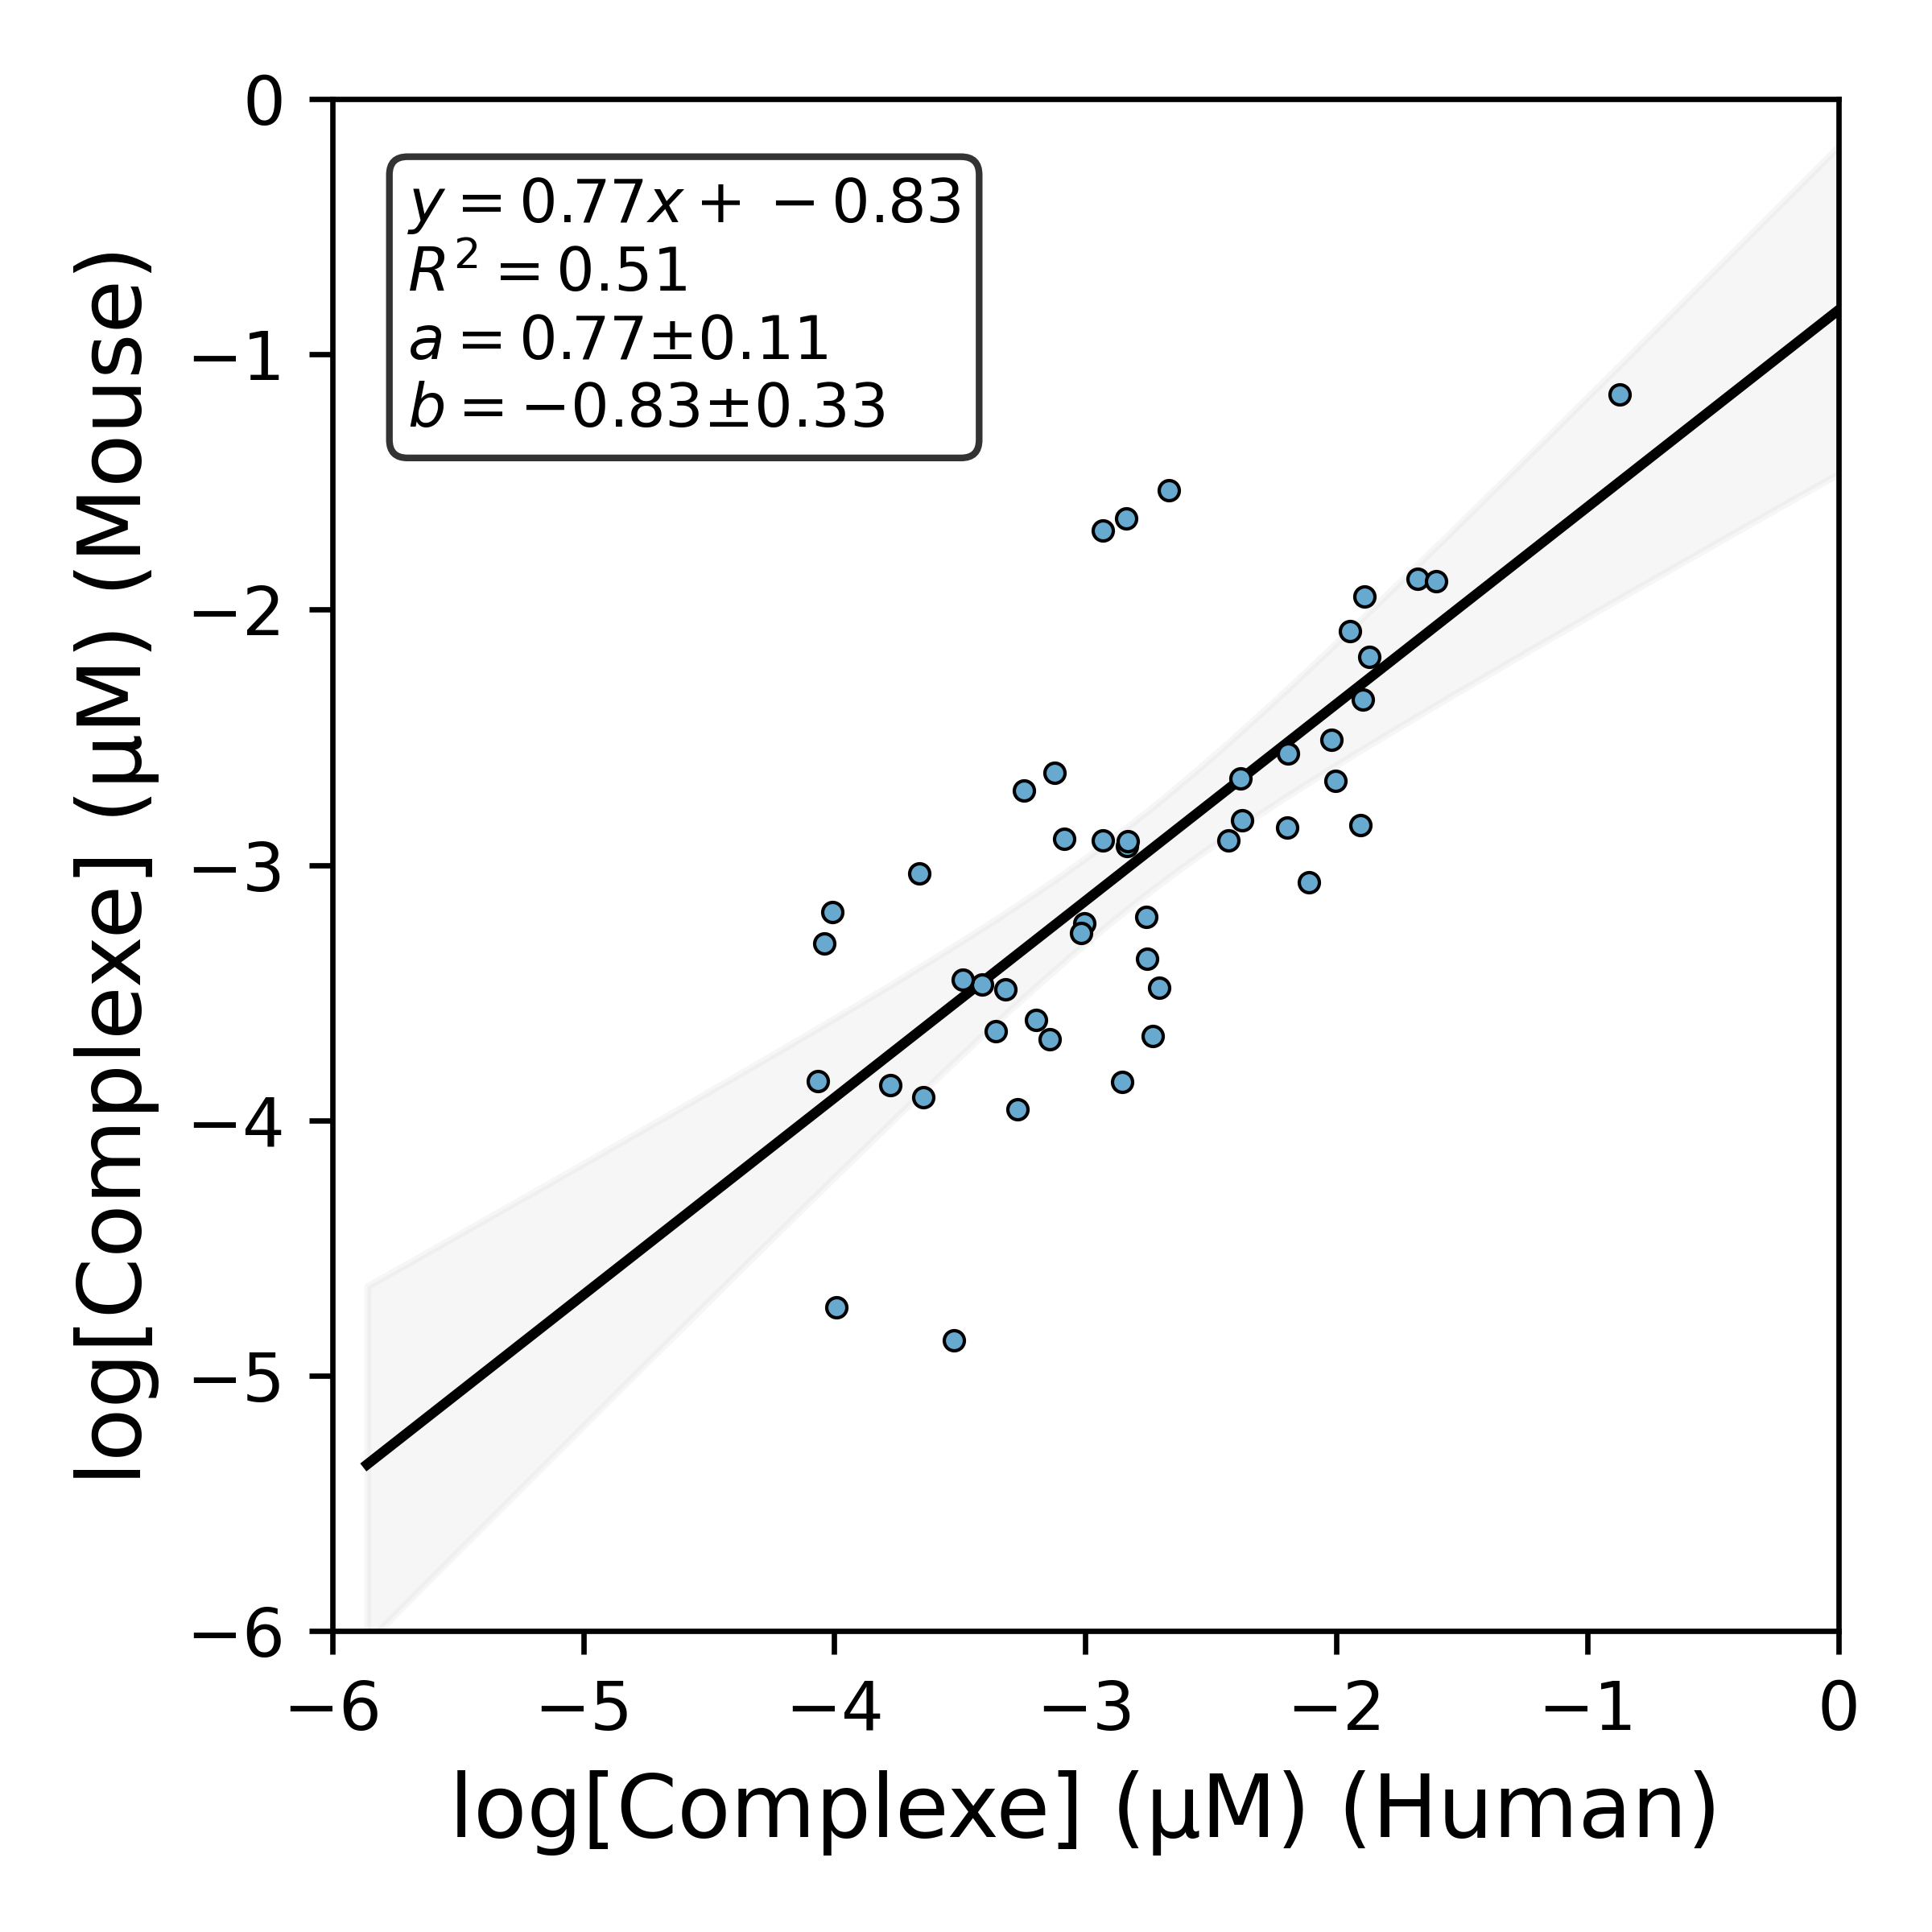 0
−1
−2
−3
−4
−5
−6
log[Complexe] (µM) (Mouse)
y = 0.77x + −0.83
R² = 0.51
a = 0.77±0.11
b = −0.83±0.33
−6 −5 −4 −3 −2 −1 0
log[Complexe] (µM) (Human)